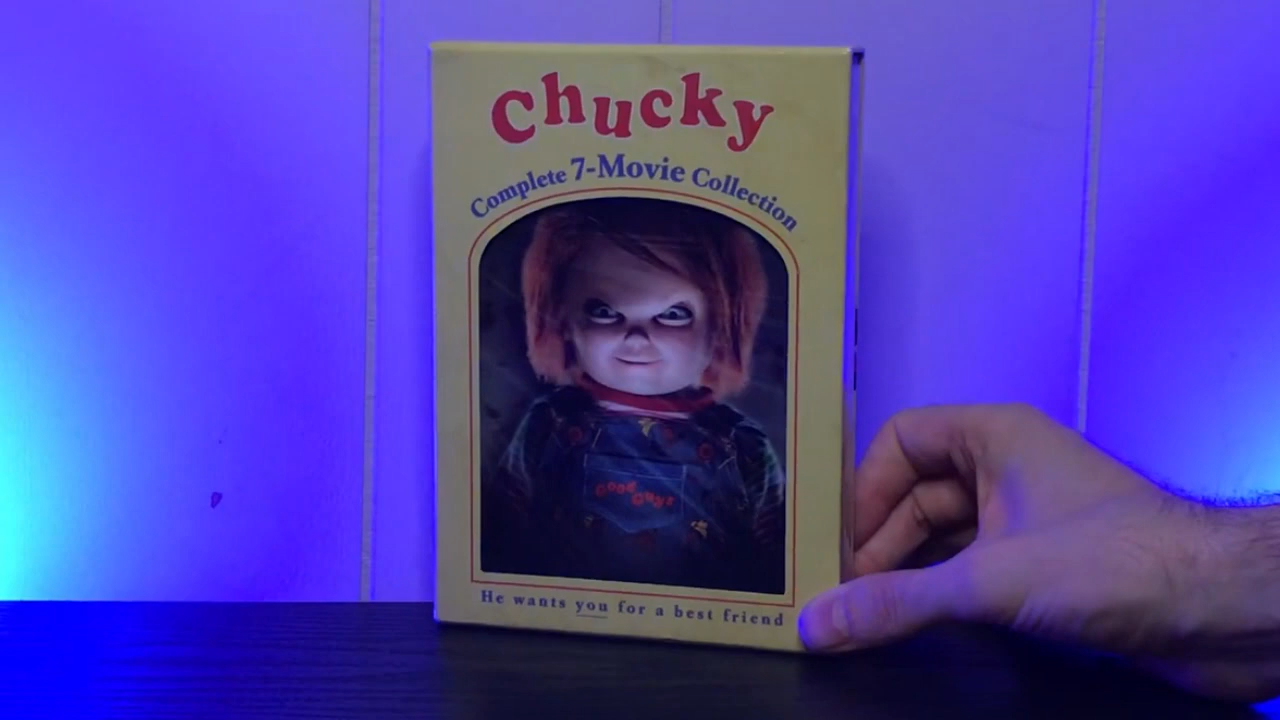 Chucky
Complete 7-Movie Collection
Good
Guys
He wants you for a best friend